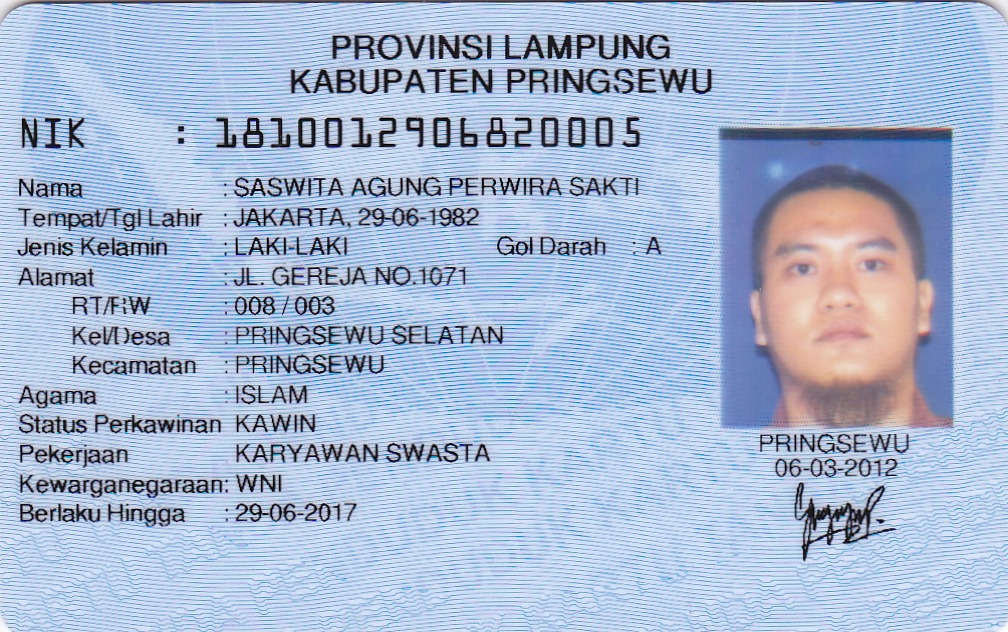 PROVINSI LAMPUNG
KABUPATEN PRINGSEWU
NIK : 1810012906820005
Nama : SASWITA AGUNG PERWIRA SAKTI
Tempat/Tgl Lahir : JAKARTA, 29-06-1982
Jenis Kelamin : LAKI-LAKI Gol Darah : A
Alamat : JL. GEREJA NO.1071
RT/RW : 008 / 003
Kel/Desa : PRINGSEWU SELATAN
Kecamatan : PRINGSEWU
Agama : ISLAM
Status Perkawinan KAWIN
Pekerjaan KARYAWAN SWASTA
Kewarganegaraan: WNI
Berlaku Hingga : 29-06-2017
PRINGSEWU
06-03-2012